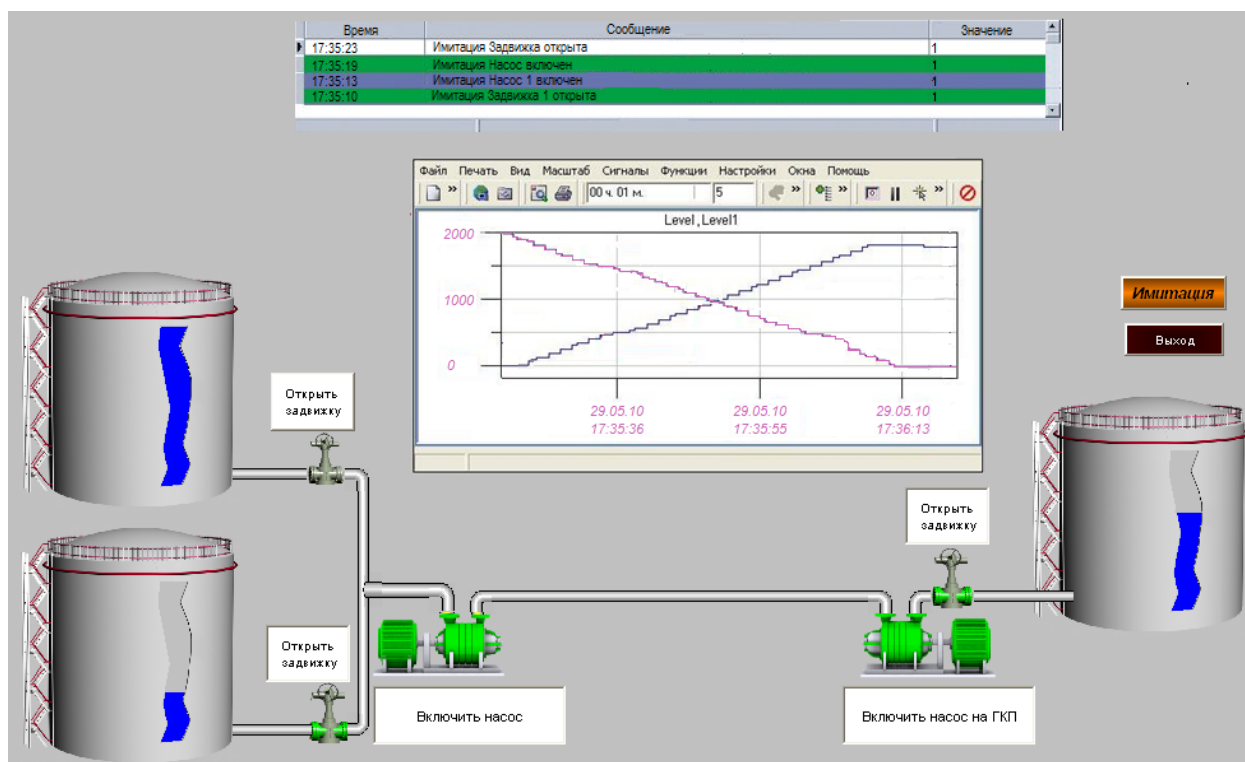 Время Сообщение Значение
17:35:23 Имитация Задвижка открыта 1
17:35:19 Имитация Насос включен 1
17:35:13 Имитация Насос 1 включен 1
17:35:10 Имитация Задвижка 1 открыта 1
Файл Печать Вид Масштаб Сигналы Функции Настройки Окна Помощь
00 ч. 01 м. 5
Level,Level1
2000
1000
0
29.05.10 29.05.10 29.05.10
17:35:36 17:35:55 17:36:13
Имитация
Выход
Открыть
задвижку
Открыть
задвижку
Открыть
задвижку
Включить насос
Включить насос на ГКП